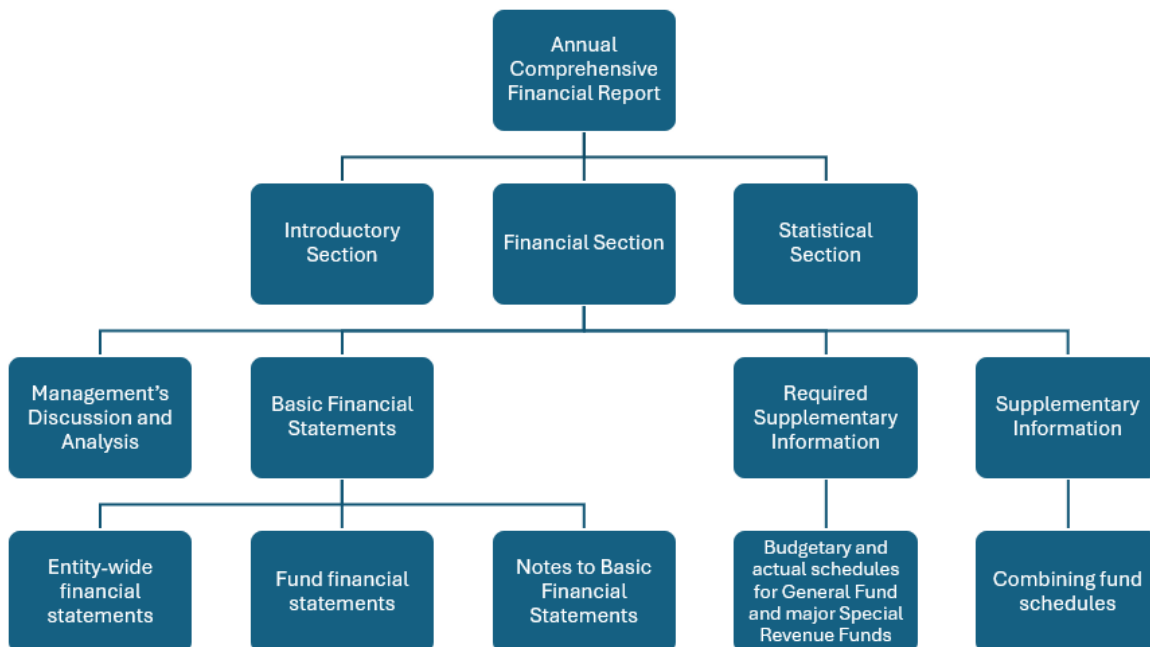 Annual
Comprehensive
Financial Report
Introductory
Section
Financial Section
Statistical
Section
Management’s
Discussion and
Analysis
Basic Financial
Statements
Required
Supplementary
Information
Supplementary
Information
Entity-wide
financial
statements
Fund financial
statements
Notes to Basic
Financial
Statements
Budgetary and
actual schedules
for General Fund
and major Special
Revenue Funds
Combining fund
schedules